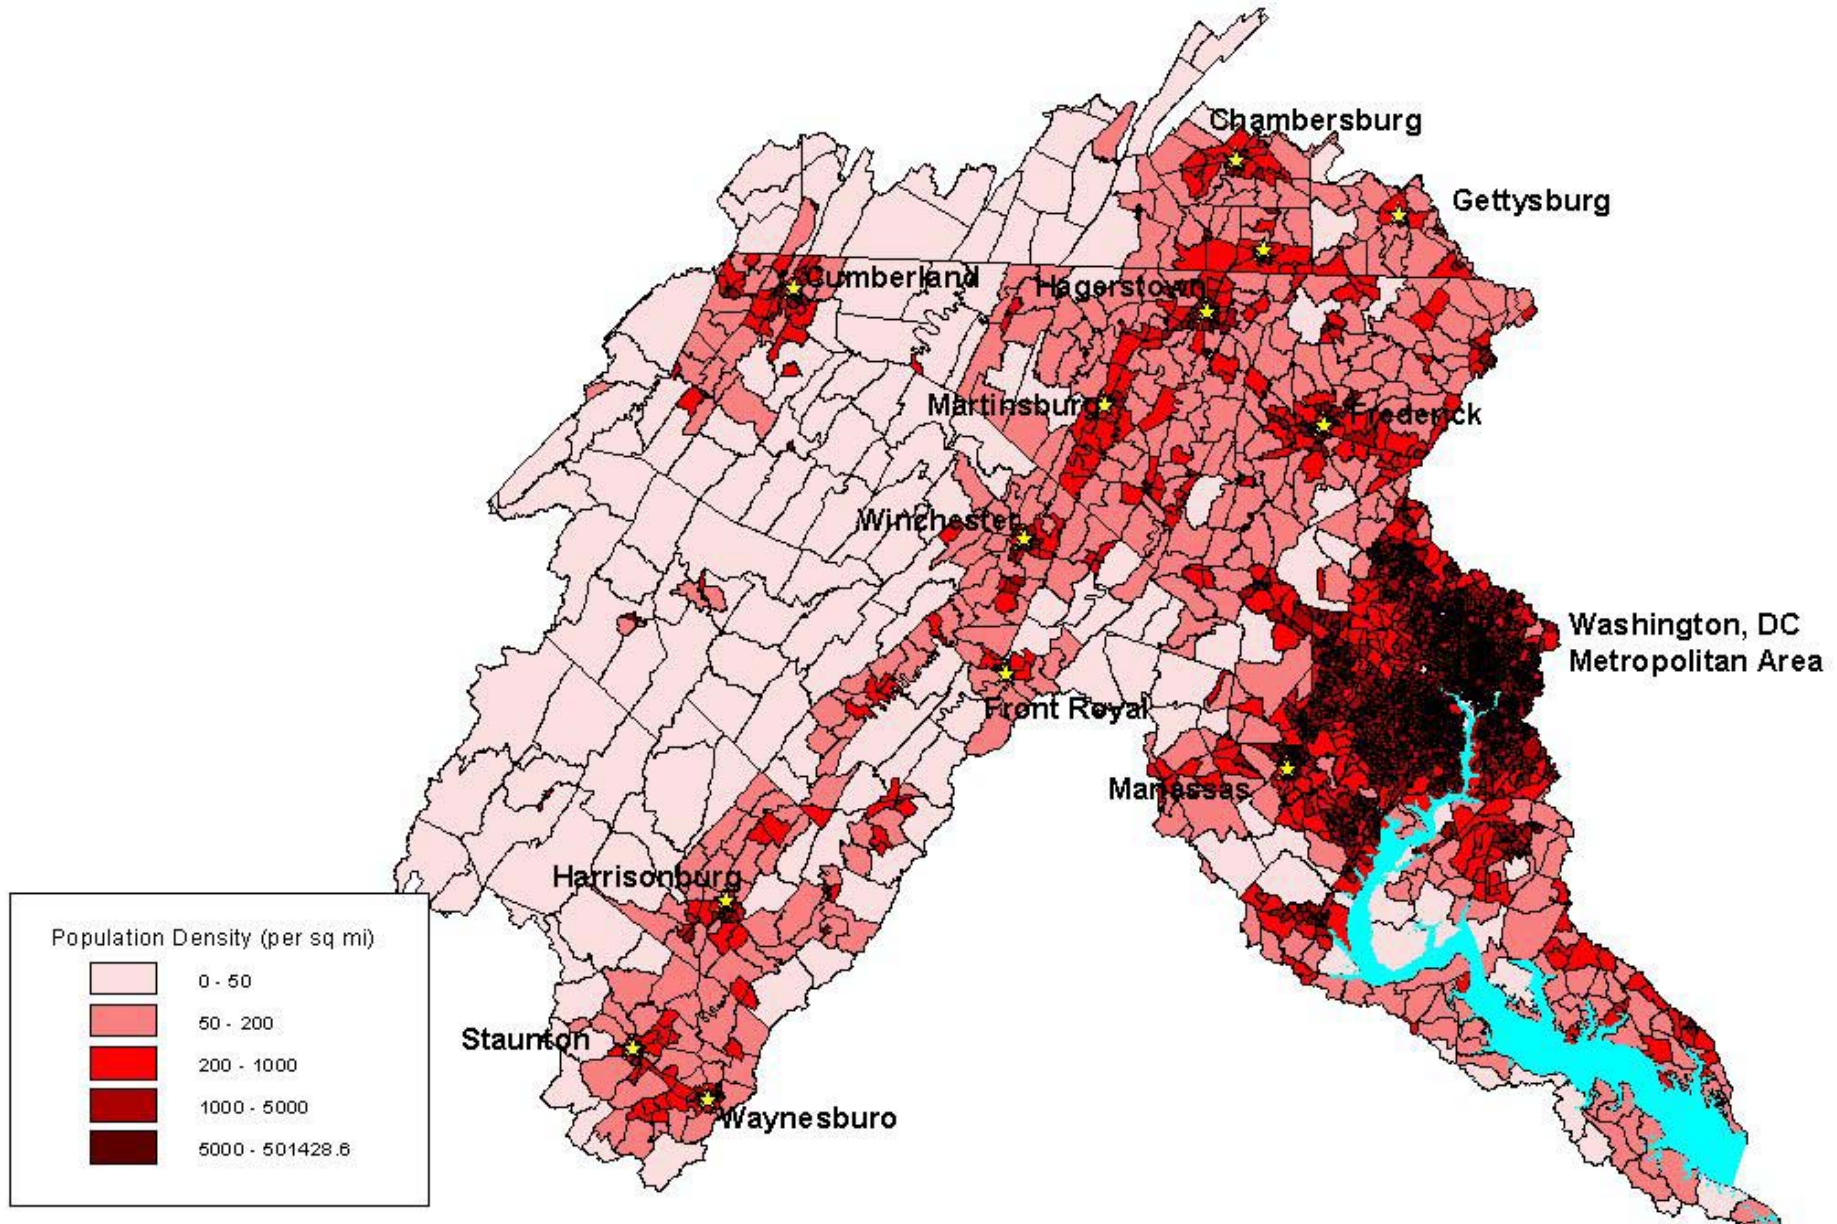 Chambersburg
Gettysburg
Cumberland
Hagerstown
Martinsburg
Frederick
Winchester
Washington, DC
Metropolitan Area
Front Royal
Manassas
Harrisonburg
Population Density (per sq mi)
0 - 50
50 - 200
200 - 1000
1000 - 5000
5000 - 501428.6
Staunton
Waynesburo